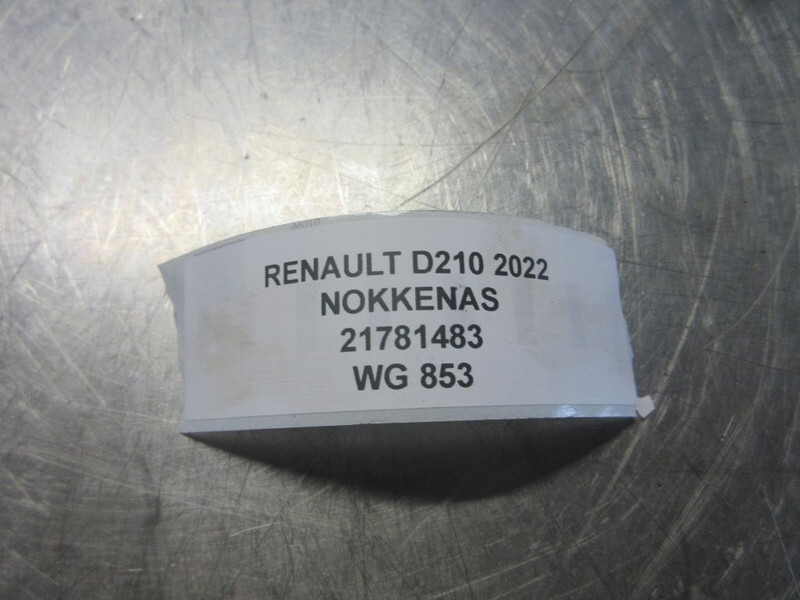 RENAULT D210 2022
NOKKENAS
21781483
WG 853